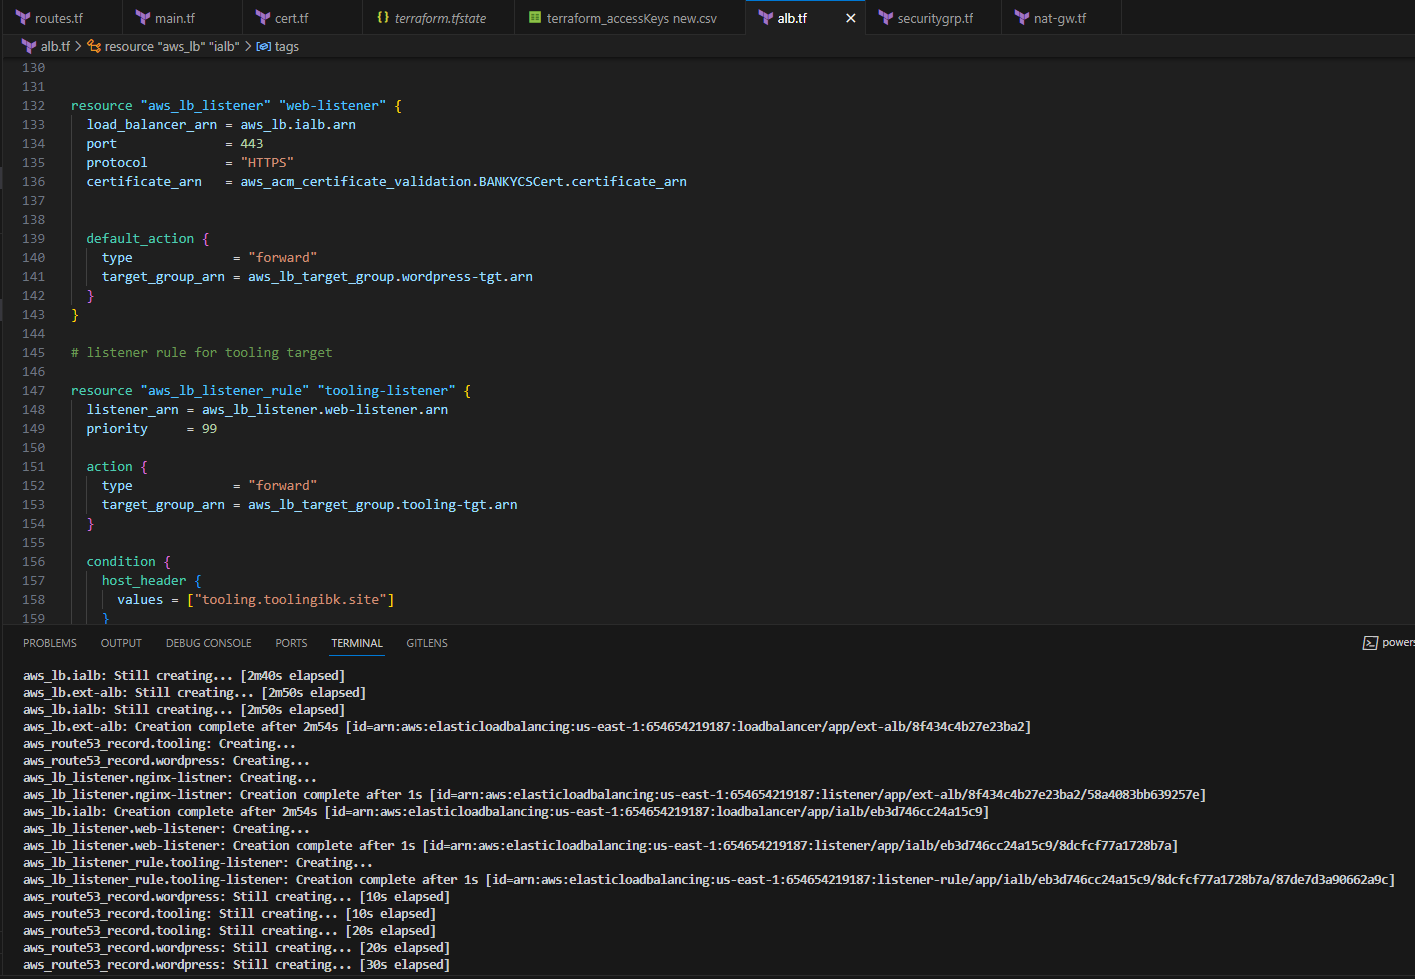 routes.tf main.tf cert.tf {} terraform.tfstate terraform_accessKeys new.csv alb.tf × securitygrp.tf nat-gw.tf
alb.tf > resource "aws_lb" "ialb" > tags
130
131
132 resource "aws_lb_listener" "web-listener" {
133 load_balancer_arn = aws_lb.ialb.arn
134 port = 443
135 protocol = "HTTPS"
136 certificate_arn = aws_acm_certificate_validation.BANKYCSCert.certificate_arn
137
138
139 default_action {
140 type = "forward"
141 target_group_arn = aws_lb_target_group.wordpress-tgt.arn
142 }
143 }
144
145 # listener rule for tooling target
146
147 resource "aws_lb_listener_rule" "tooling-listener" {
148 listener_arn = aws_lb_listener.web-listener.arn
149 priority = 99
150
151 action {
152 type = "forward"
153 target_group_arn = aws_lb_target_group.tooling-tgt.arn
154 }
155
156 condition {
157 host_header {
158 values = ["tooling.toolingibk.site"]
159 }
PROBLEMS OUTPUT DEBUG CONSOLE PORTS TERMINAL GITLENS powers
aws_lb.ialb: Still creating... [2m40s elapsed]
aws_lb.ext-alb: Still creating... [2m50s elapsed]
aws_lb.ialb: Still creating... [2m50s elapsed]
aws_lb.ext-alb: Creation complete after 2m54s [id=arn:aws:elasticloadbalancing:us-east-1:654654219187:loadbalancer/app/ext-alb/8f434c4b27e23ba2]
aws_route53_record.tooling: Creating...
aws_route53_record.wordpress: Creating...
aws_lb_listener.nginx-listner: Creating...
aws_lb_listener.nginx-listner: Creation complete after 1s [id=arn:aws:elasticloadbalancing:us-east-1:654654219187:listener/app/ext-alb/8f434c4b27e23ba2/58a4083bb639257e]
aws_lb.ialb: Creation complete after 2m54s [id=arn:aws:elasticloadbalancing:us-east-1:654654219187:loadbalancer/app/ialb/eb3d746cc24a15c9]
aws_lb_listener.web-listener: Creating...
aws_lb_listener.web-listener: Creation complete after 1s [id=arn:aws:elasticloadbalancing:us-east-1:654654219187:listener/app/ialb/eb3d746cc24a15c9/8dcfcf77a1728b7a]
aws_lb_listener_rule.tooling-listener: Creating...
aws_lb_listener_rule.tooling-listener: Creation complete after 1s [id=arn:aws:elasticloadbalancing:us-east-1:654654219187:listener-rule/app/ialb/eb3d746cc24a15c9/8dcfcf77a1728b7a/87de7d3a90662a9c]
aws_route53_record.wordpress: Still creating... [10s elapsed]
aws_route53_record.tooling: Still creating... [10s elapsed]
aws_route53_record.tooling: Still creating... [20s elapsed]
aws_route53_record.wordpress: Still creating... [20s elapsed]
aws_route53_record.wordpress: Still creating... [30s elapsed]